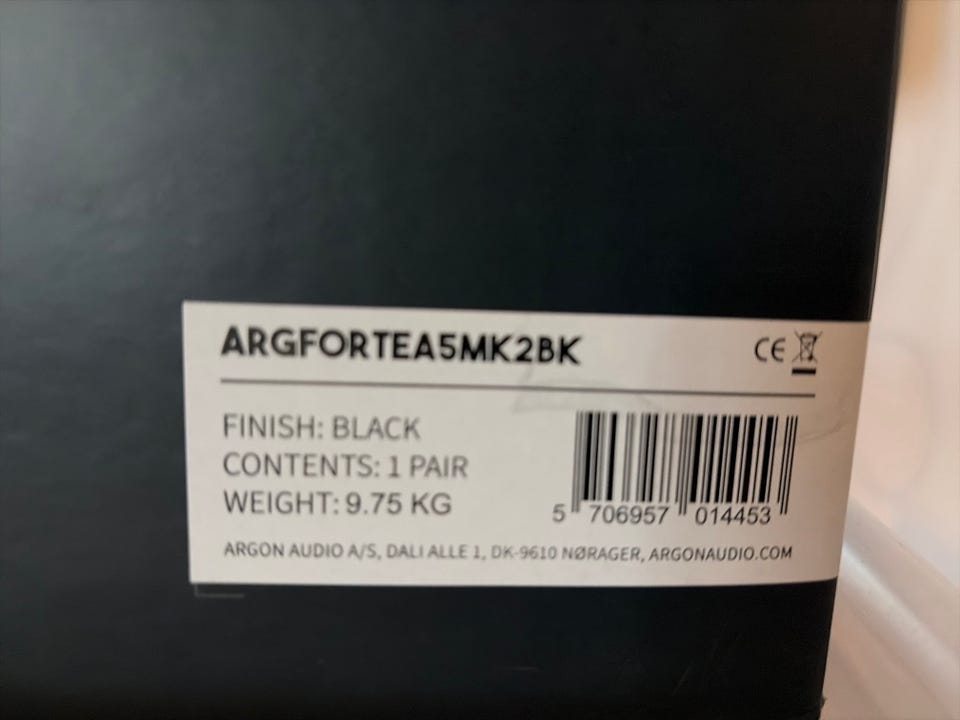 ARGFORTEA5MK2BK
CE
FINISH: BLACK
CONTENTS: 1 PAIR
WEIGHT: 9.75 KG
5 706957 014453
ARGON AUDIO A/S, DALI ALLE 1, DK-9610 NØRAGER, ARGONAUDIO.COM